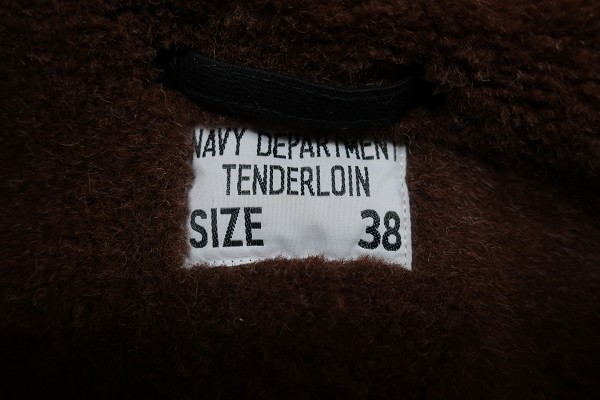 NAVY DEPARTMENT
TENDERLOIN
SIZE 38